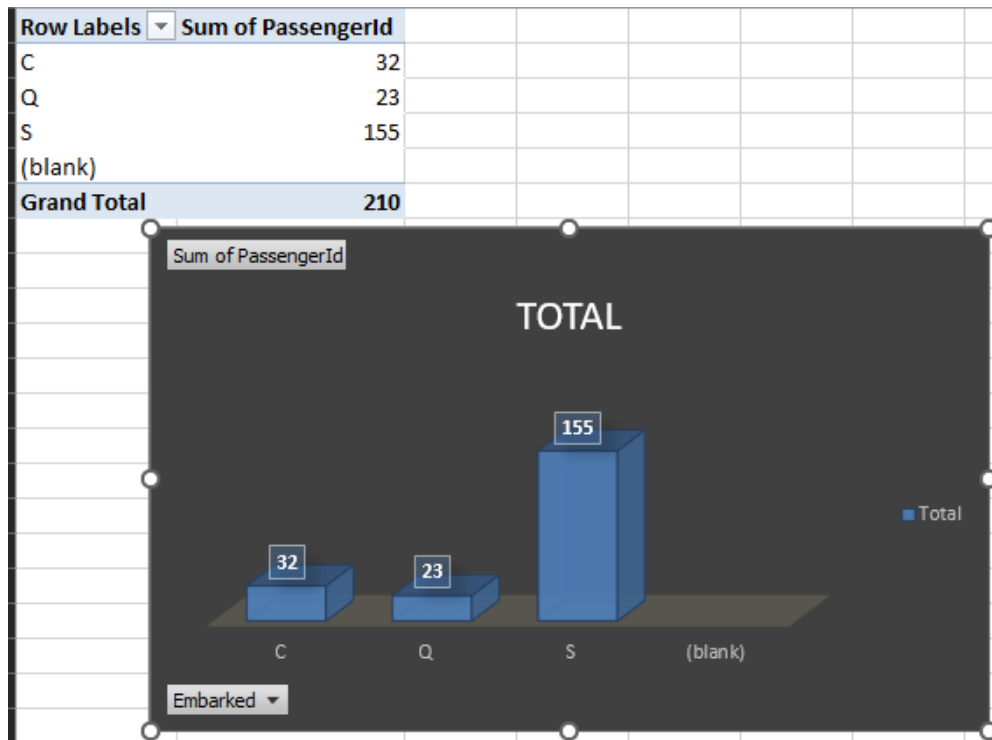 Row Labels Sum of PassengerId
C 32
Q 23
S 155
(blank)
Grand Total 210
Sum of PassengerId
TOTAL
155
32
23
Total
C Q S (blank)
Embarked